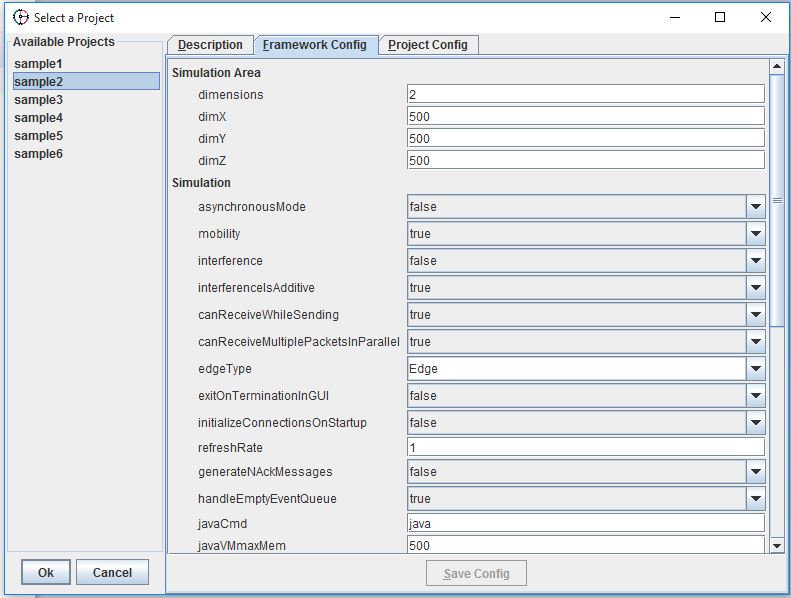 Select a Project
Available Projects
sample1
sample2
sample3
sample4
sample5
sample6
Ok Cancel
Description Framework Config Project Config
Simulation Area
dimensions 2
dimX 500
dimY 500
dimZ 500
Simulation
asynchronousMode false
mobility true
interference false
interferenceIsAdditive true
canReceiveWhileSending true
canReceiveMultiplePacketsInParallel true
edgeType Edge
exitOnTerminationInGUI false
initializeConnectionsOnStartup false
refreshRate 1
generateNAckMessages false
handleEmptyEventQueue true
javaCmd java
javaVMmaxMem 500
Save Config